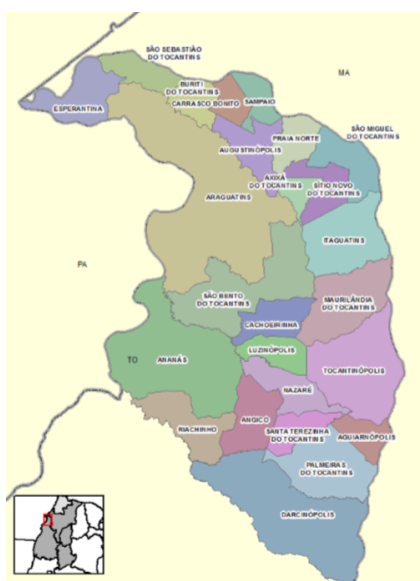 SÃO SEBASTIÃO
DO TOCANTINS
MA
BURITI
DO TOCANTINS
ESPERANTINA
CARRASCO BONITO
SAMPAIO
SÃO MIGUEL
DO TOCANTINS
PRAIA NORTE
AUGUSTINÓPOLIS
AXIXÁ
DO TOCANTINS
SÍTIO NOVO
DO TOCANTINS
ARAGUATINS
ITAGUATINS
PA
SÃO BENTO
DO TOCANTINS
MAURILÂNDIA
DO TOCANTINS
CACHOEIRINHA
LUZINÓPOLIS
TO
ANANÁS
TOCANTINÓPOLIS
NAZARÉ
ANGICO
RIACHINHO
SANTA TEREZINHA
DO TOCANTINS
AGUIARNÓPOLIS
PALMEIRAS
DO TOCANTINS
DARCINÓPOLIS